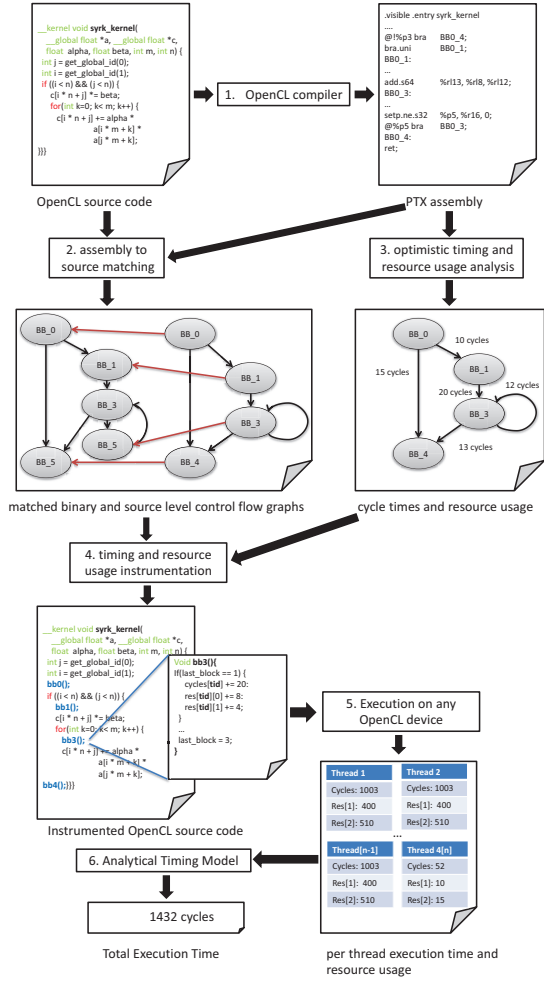 __kernel void syrk_kernel(
__global float *a, __global float *c,
float alpha, float beta, int m, int n) {
int j = get_global_id(0);
int i = get_global_id(1);
if ((i < n) && (j < n)) {
c[i * n + j] *= beta;
for(int k=0; k< m; k++) {
c[i * n + j] += alpha *
a[i * m + k] *
a[j * m + k];
}}}
OpenCL source code
1. OpenCL compiler
.visible .entry syrk_kernel
....
@!%p3 bra BB0_4;
bra.uni BB0_1;
BB0_1:
...
add.s64 %rl13, %rl8, %rl12;
BB0_3:
...
setp.ne.s32 %p5, %r16, 0;
@%p5 bra BB0_3;
BB0_4:
ret;
PTX assembly
2. assembly to
source matching
3. optimistic timing and
resource usage analysis
BB_0
BB_1
BB_3
BB_5
BB_5
BB_0
BB_1
BB_3
BB_4
matched binary and source level control flow graphs
BB_0
10 cycles
BB_1
15 cycles
20 cycles
12 cycles
BB_3
BB_4
13 cycles
cycle times and resource usage
4. timing and resource
usage instrumentation
__kernel void syrk_kernel(
__global float *a, __global float *c,
float alpha, float beta, int m, int n) {
int j = get_global_id(0);
int i = get_global_id(1);
bb0();
if ((i < n) && (j < n)) {
bb1();
c[i * n + j] *= beta;
for(int k=0; k< m; k++) {
bb3();
c[i * n + j] += alpha *
a[i * m + k] *
a[j * m + k];
bb4();}}}
Instrumented OpenCL source code
Void bb3(){
If(last_block == 1) {
cycles[tid] += 20:
res[tid][0] += 8:
res[tid][1] += 4;
}
...
last_block = 3;
}
5. Execution on any
OpenCL device
Thread 1
Cycles: 1003
Res[1]: 400
Res[2]: 510
Thread 2
Cycles: 1003
Res[1]: 400
Res[2]: 510
...
Thread[n-1]
Cycles: 1003
Res[1]: 400
Res[2]: 510
Thread 4[n]
Cycles: 52
Res[1]: 10
Res[2]: 15
per thread execution time and
resource usage
6. Analytical Timing Model
1432 cycles
Total Execution Time